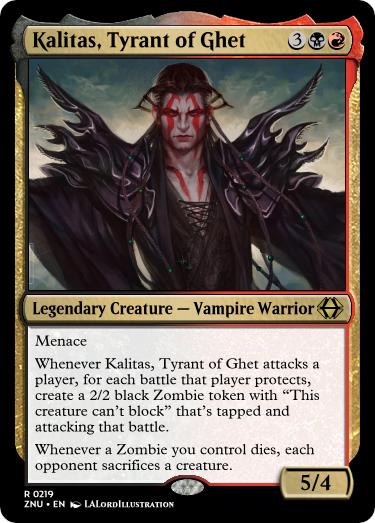 Kalitas, Tyrant of Ghet 3
Legendary Creature — Vampire Warrior
Menace
Whenever Kalitas, Tyrant of Ghet attacks a
player, for each battle that player protects,
create a 2/2 black Zombie token with “This
creature can’t block” that’s tapped and
attacking that battle.
Whenever a Zombie you control dies, each
opponent sacrifices a creature.
5/4
R 0219
ZNU • EN LALordIllustration